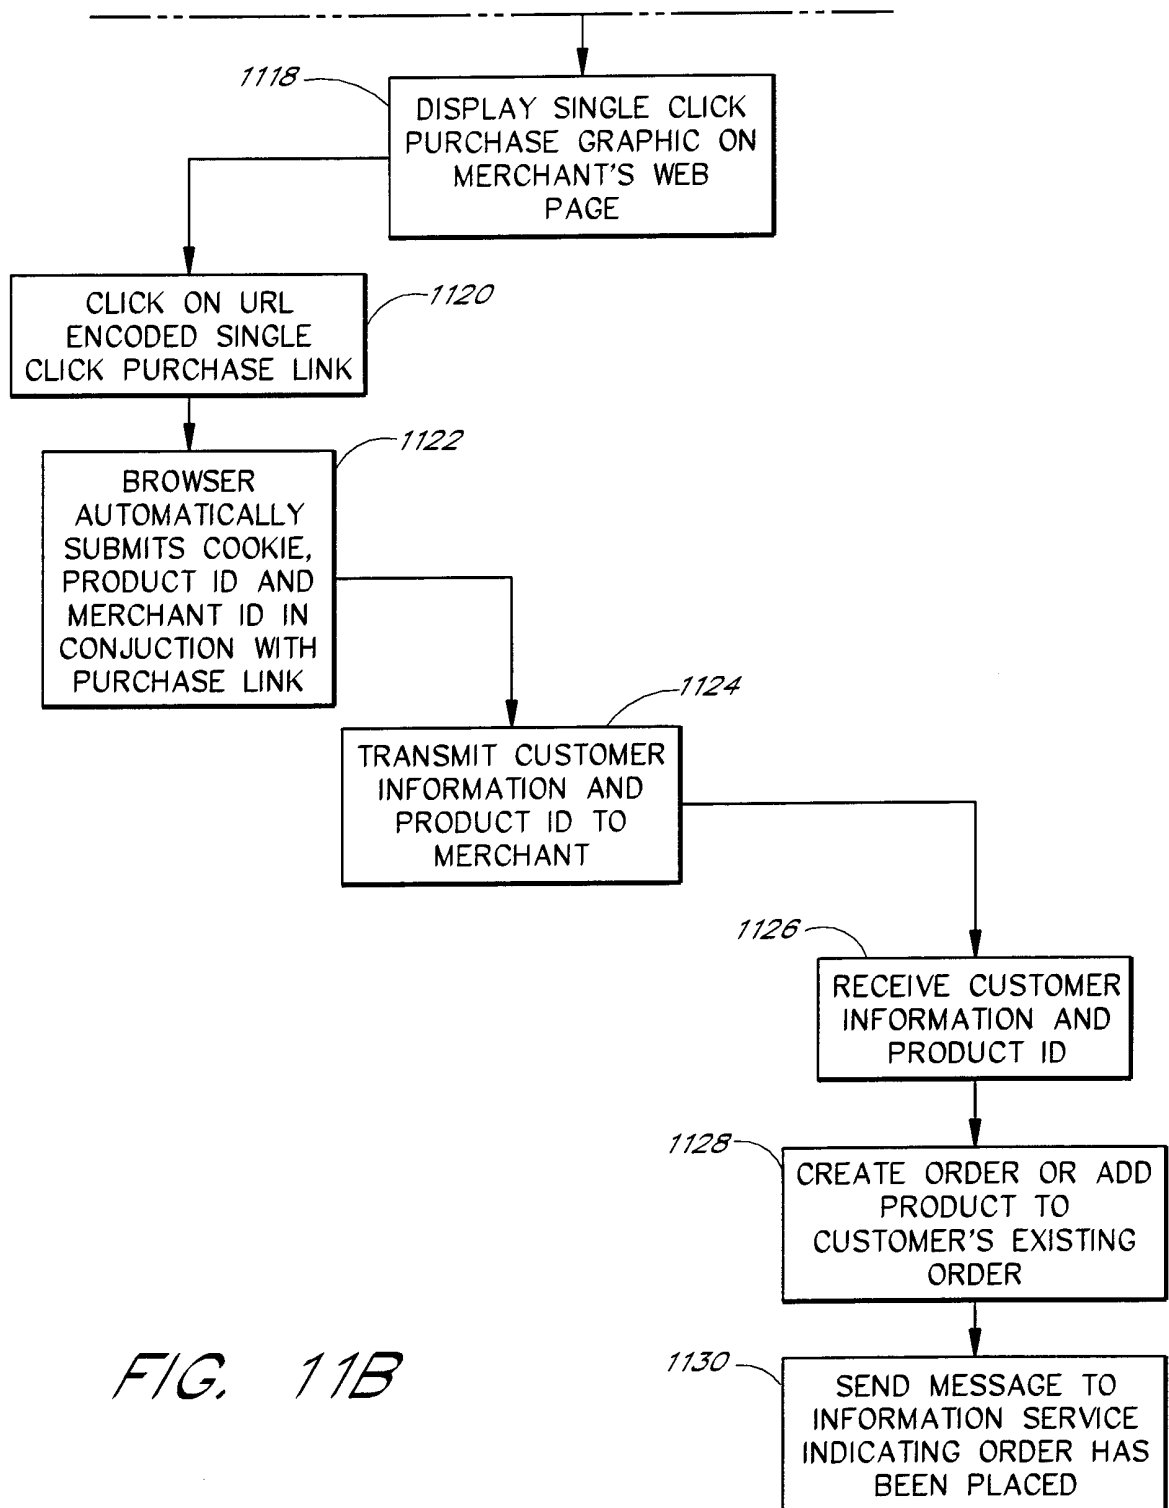 1118
DISPLAY SINGLE CLICK
PURCHASE GRAPHIC ON
MERCHANT'S WEB
PAGE
1120
CLICK ON URL
ENCODED SINGLE
CLICK PURCHASE LINK
1122
BROWSER
AUTOMATICALLY
SUBMITS COOKIE,
PRODUCT ID AND
MERCHANT ID IN
CONJUCTION WITH
PURCHASE LINK
1124
TRANSMIT CUSTOMER
INFORMATION AND
PRODUCT ID TO
MERCHANT
1126
RECEIVE CUSTOMER
INFORMATION AND
PRODUCT ID
1128
CREATE ORDER OR ADD
PRODUCT TO
CUSTOMER'S EXISTING
ORDER
1130
SEND MESSAGE TO
INFORMATION SERVICE
INDICATING ORDER HAS
BEEN PLACED
FIG. 11B